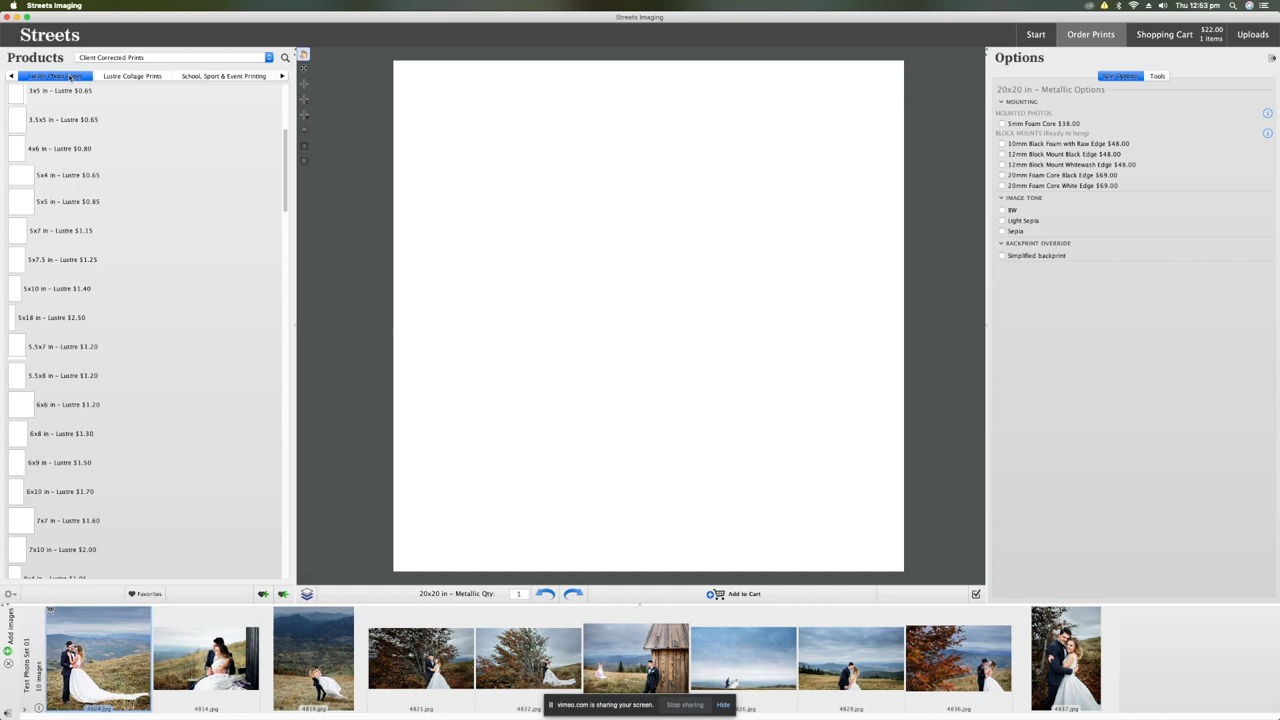 Streets Imaging
Thu 12:53 pm
Streets Imaging
Streets
Start
Order Prints
Shopping Cart
$22.00
1 items
Uploads
Products
Client Corrected Prints
Lustre Photo
Lustre Collage Prints
School, Sport & Event Printing
3x5 in - Lustre $0.65
3.5x5 in - Lustre $0.65
4x6 in - Lustre $0.80
5x4 in - Lustre $0.65
5x5 in - Lustre $0.85
5x7 in - Lustre $1.15
5x7.5 in - Lustre $1.25
5x10 in - Lustre $1.40
5x18 in - Lustre $2.50
5.5x7 in - Lustre $1.20
5.5x8 in - Lustre $1.20
6x6 in - Lustre $1.20
6x8 in - Lustre $1.30
6x9 in - Lustre $1.50
6x10 in - Lustre $1.70
7x7 in - Lustre $1.60
7x10 in - Lustre $2.00
Favorites
20x20 in - Metallic Qty: 1
Add to Cart
Options
Size Options
Tools
20x20 in - Metallic Options
MOUNTING
MOUNTED PHOTOS
5mm Foam Core $38.00
BLOCK MOUNTS (Ready to hang)
10mm Black Foam with Raw Edge $48.00
12mm Block Mount Black Edge $48.00
12mm Block Mount Whitewash Edge $48.00
20mm Foam Core Black Edge $69.00
20mm Foam Core White Edge $69.00
IMAGE TONE
BW
Light Sepia
Sepia
BACKPRINT OVERRIDE
Simplified backprint
Add images
Test Photo Set 01
10 images
4804.jpg
4814.jpg
4818.jpg
4821.jpg
4822.jpg
4826.jpg
4828.jpg
4836.jpg
4837.jpg
vimeo.com is sharing your screen.
Stop sharing
Hide